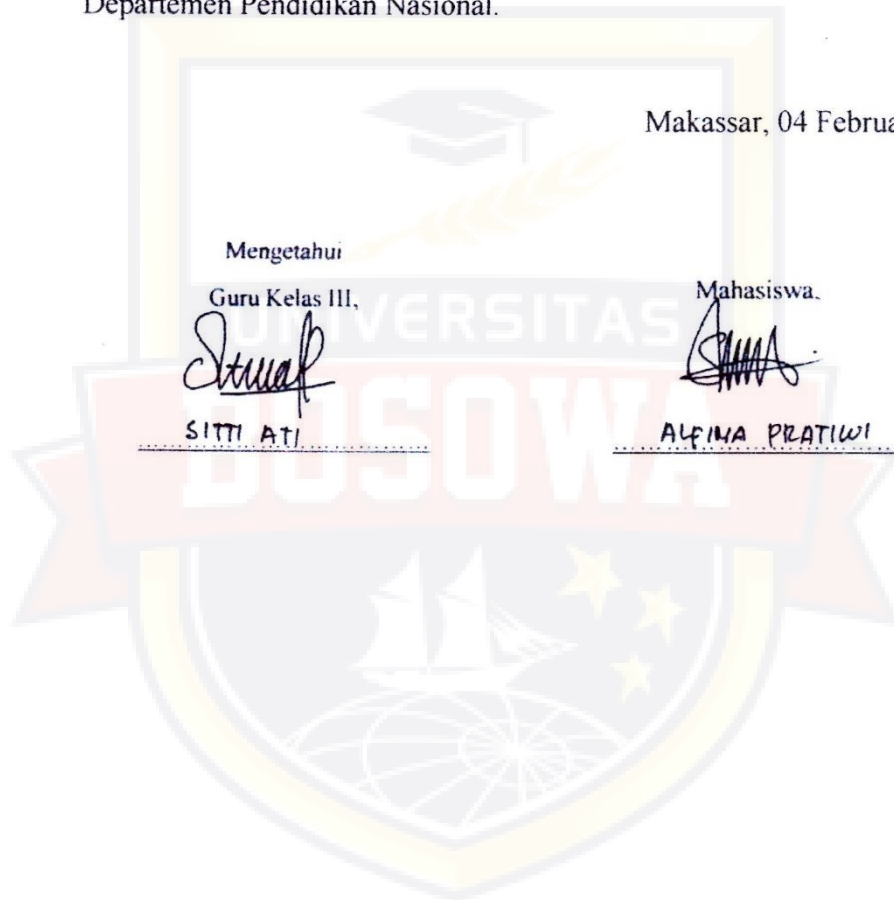 Departemen Pendidikan Nasional.
Makassar, 04 Februa
Mengetahui
Guru Kelas III,
Mahasiswa.
SITTI ATI
ALFINA PRATIWI
UNIVERSITAS
BOSOWA